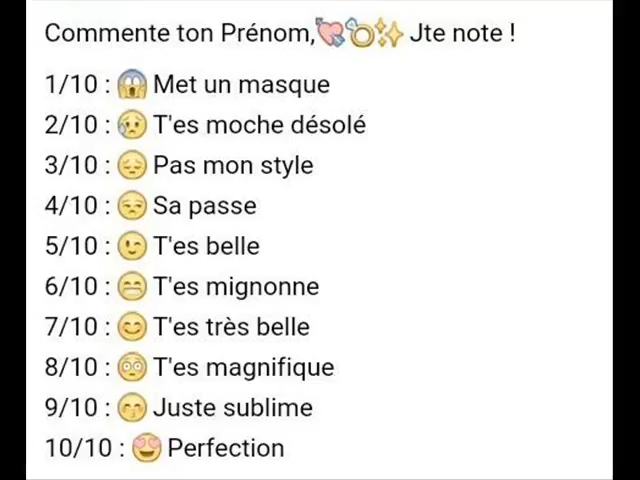 Commente ton Prénom,💘💍✨ Jte note !
1/10 : 😱 Met un masque
2/10 : 😥 T'es moche désolé
3/10 : 😔 Pas mon style
4/10 : 😒 Sa passe
5/10 : 😉 T'es belle
6/10 : 😁 T'es mignonne
7/10 : 😊 T'es très belle
8/10 : 😳 T'es magnifique
9/10 : 😙 Juste sublime
10/10 : 😍 Perfection